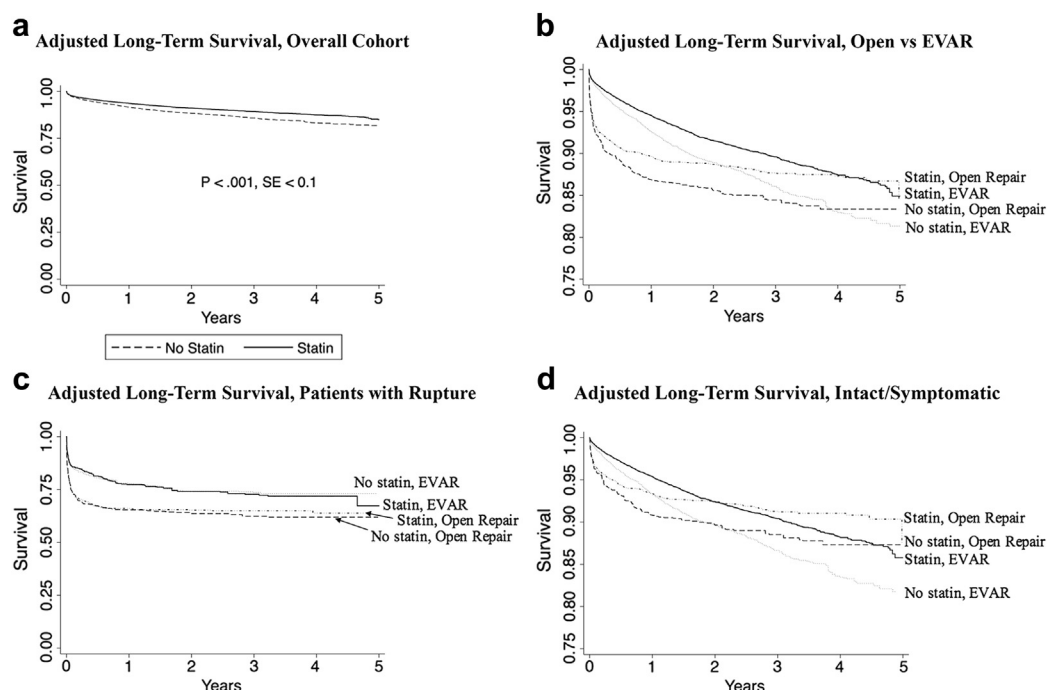 a
Adjusted Long-Term Survival, Overall Cohort
1.00
0.75
0.50
0.25
0.00
Survival
P < .001, SE < 0.1
0 1 2 3 4 5
Years
No Statin Statin
b
Adjusted Long-Term Survival, Open vs EVAR
1.00
0.95
0.90
0.85
0.80
0.75
Survival
Statin, Open Repair
Statin, EVAR
No statin, Open Repair
No statin, EVAR
0 1 2 3 4 5
Years
c
Adjusted Long-Term Survival, Patients with Rupture
1.00
0.75
0.50
0.25
0.00
Survival
No statin, EVAR
Statin, EVAR
Statin, Open Repair
No statin, Open Repair
0 1 2 3 4 5
Years
d
Adjusted Long-Term Survival, Intact/Symptomatic
1.00
0.95
0.90
0.85
0.80
0.75
Survival
Statin, Open Repair
No statin, Open Repair
Statin, EVAR
No statin, EVAR
0 1 2 3 4 5
Years